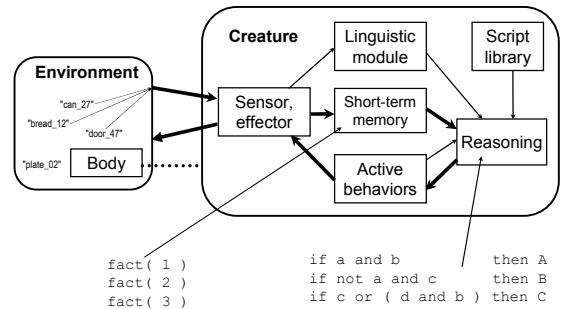 Creature
Linguistic
module
Script
library
Environment
"can_27"
"bread_12"
"door_47"
"plate_02"
Body
Sensor,
effector
Short-term
memory
Reasoning
Active
behaviors
fact( 1 )
fact( 2 )
fact( 3 )
if a and b then A
if not a and c then B
if c or ( d and b ) then C